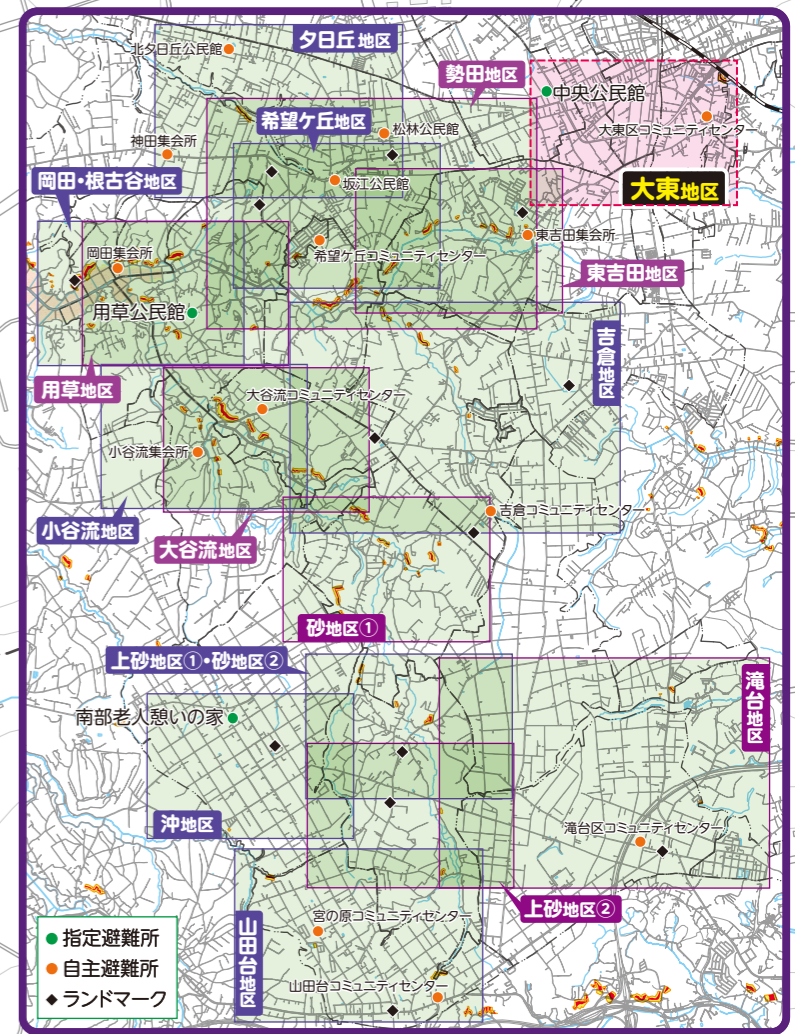 夕日丘地区
北夕日丘公民館
勢田地区
中央公民館
希望ケ丘地区
松林公民館
大東区コミュニティセンター
神田集会所
岡田・根古谷地区
坂江公民館
大東地区
岡田集会所
希望ケ丘コミュニティセンター
東吉田集会所
東吉田地区
用草公民館
吉倉地区
用草地区
大谷流コミュニティセンター
小谷流集会所
吉倉コミュニティセンター
小谷流地区
大谷流地区
砂地区①
上砂地区①・砂地区②
滝台地区
南部老人憩いの家
沖地区
滝台区コミュニティセンター
上砂地区②
宮の原コミュニティセンター
山田台地区
山田台コミュニティセンター
指定避難所
自主避難所
ランドマーク